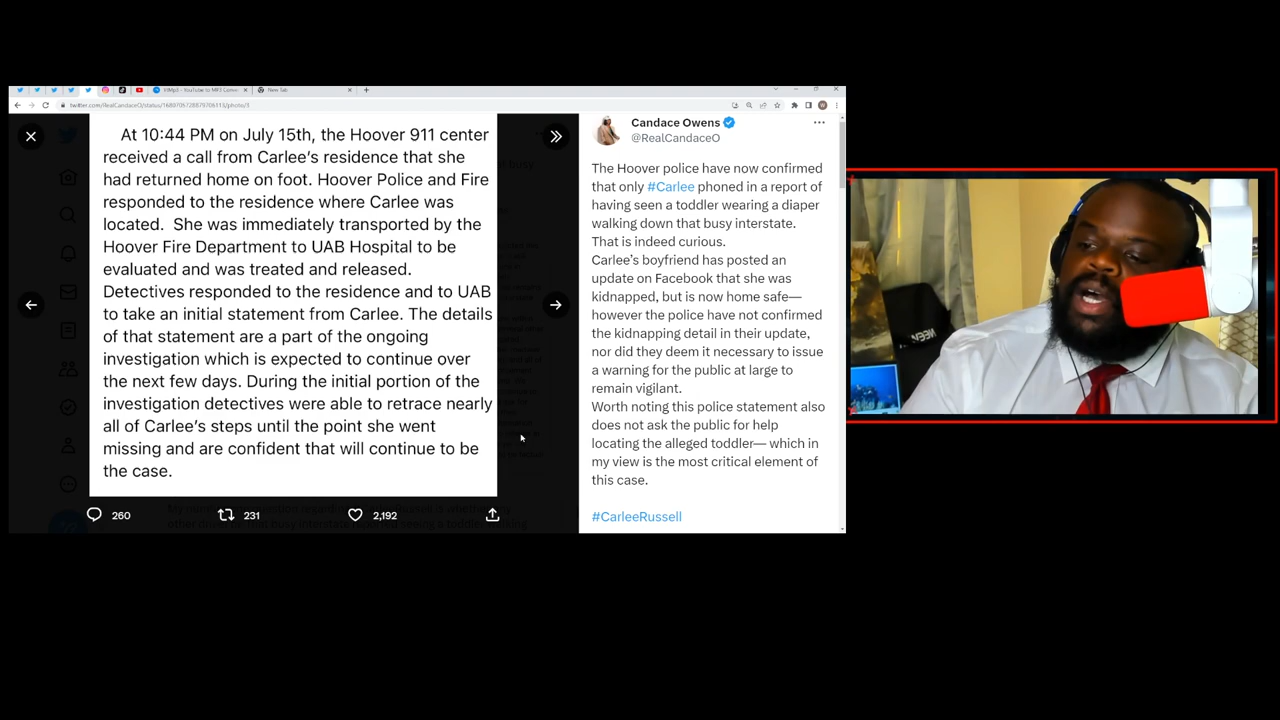 New Tab
twitter.com/RealCandaceO/status/1680706728879706113/photo/3
At 10:44 PM on July 15th, the Hoover 911 center
received a call from Carlee's residence that she
had returned home on foot. Hoover Police and Fire
responded to the residence where Carlee was
located. She was immediately transported by the
Hoover Fire Department to UAB Hospital to be
evaluated and was treated and released.
Detectives responded to the residence and to UAB
to take an initial statement from Carlee. The details
of that statement are a part of the ongoing
investigation which is expected to continue over
the next few days. During the initial portion of the
investigation detectives were able to retrace nearly
all of Carlee's steps until the point she went
missing and are confident that will continue to be
the case.
260
231
2,192
Candace Owens
@RealCandaceO
The Hoover police have now confirmed
that only #Carlee phoned in a report of
having seen a toddler wearing a diaper
walking down that busy interstate.
That is indeed curious.
Carlee's boyfriend has posted an
update on Facebook that she was
kidnapped, but is now home safe—
however the police have not confirmed
the kidnapping detail in their update,
nor did they deem it necessary to issue
a warning for the public at large to
remain vigilant.
Worth noting this police statement also
does not ask the public for help
locating the alleged toddler— which in
my view is the most critical element of
this case.
#CarleeRussell
NEEW